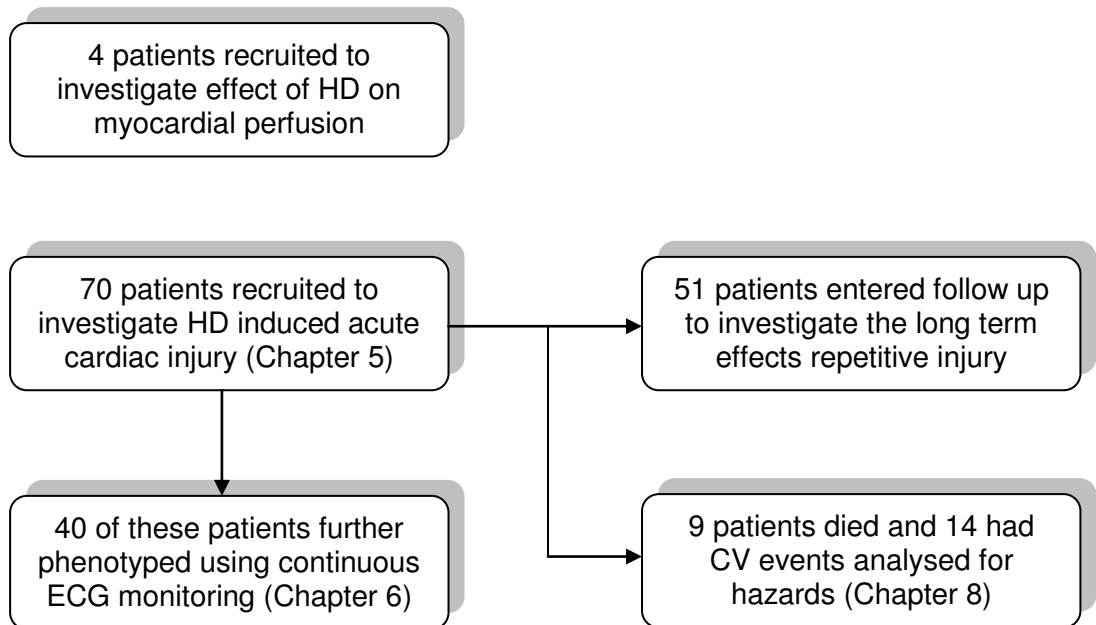 4 patients recruited to
investigate effect of HD on
myocardial perfusion
70 patients recruited to
investigate HD induced acute
cardiac injury (Chapter 5)
51 patients entered follow up
to investigate the long term
effects repetitive injury
40 of these patients further
phenotyped using continuous
ECG monitoring (Chapter 6)
9 patients died and 14 had
CV events analysed for
hazards (Chapter 8)